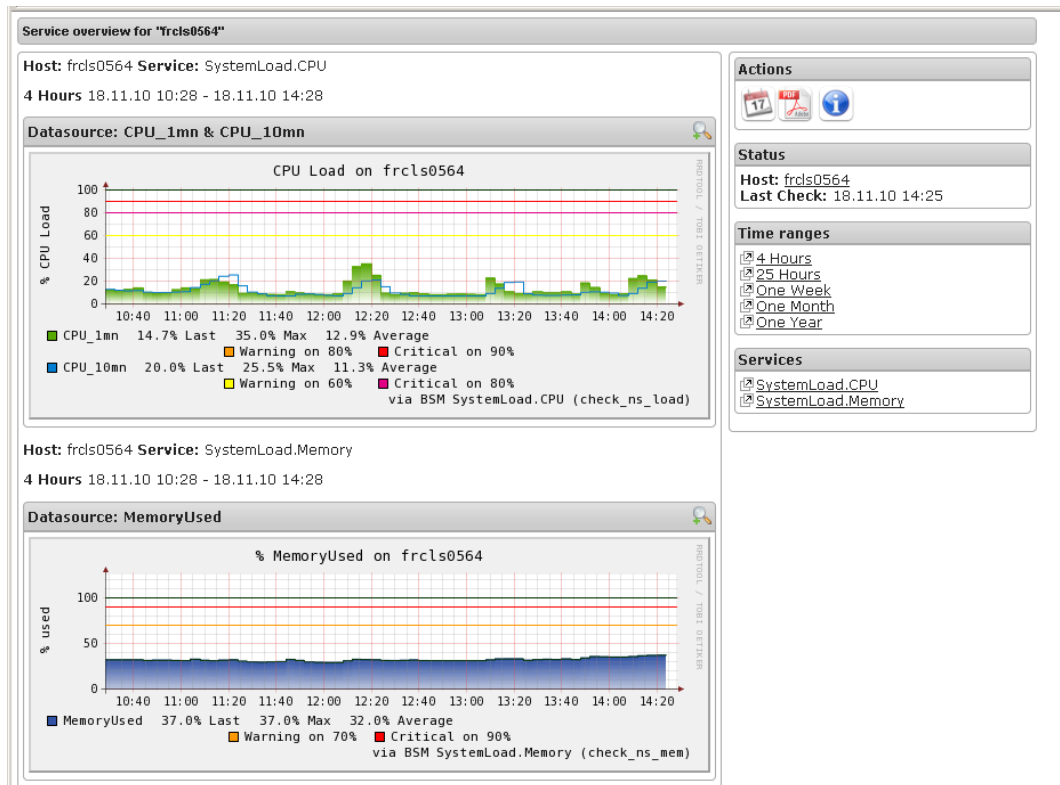 Service overview for "frcls0564"
Host: frcls0564 Service: SystemLoad.CPU
4 Hours 18.11.10 10:28 - 18.11.10 14:28
Datasource: CPU_1mn & CPU_10mn
CPU Load on frcls0564
% CPU Load
100
80
60
40
20
0
10:40 11:00 11:20 11:40 12:00 12:20 12:40 13:00 13:20 13:40 14:00 14:20
RRDTOOL / TOBI OETIKER
CPU_1mn 14.7% Last 35.0% Max 12.9% Average
Warning on 80% Critical on 90%
CPU_10mn 20.0% Last 25.5% Max 11.3% Average
Warning on 60% Critical on 80%
via BSM SystemLoad.CPU (check_ns_load)
Host: frcls0564 Service: SystemLoad.Memory
4 Hours 18.11.10 10:28 - 18.11.10 14:28
Datasource: MemoryUsed
% MemoryUsed on frcls0564
% used
100
50
0
10:40 11:00 11:20 11:40 12:00 12:20 12:40 13:00 13:20 13:40 14:00 14:20
RRDTOOL / TOBI OETIKER
MemoryUsed 37.0% Last 37.0% Max 32.0% Average
Warning on 70% Critical on 90%
via BSM SystemLoad.Memory (check_ns_mem)
Actions
17
PDF
Adobe
Status
Host: frcls0564
Last Check: 18.11.10 14:25
Time ranges
4 Hours
25 Hours
One Week
One Month
One Year
Services
SystemLoad.CPU
SystemLoad.Memory